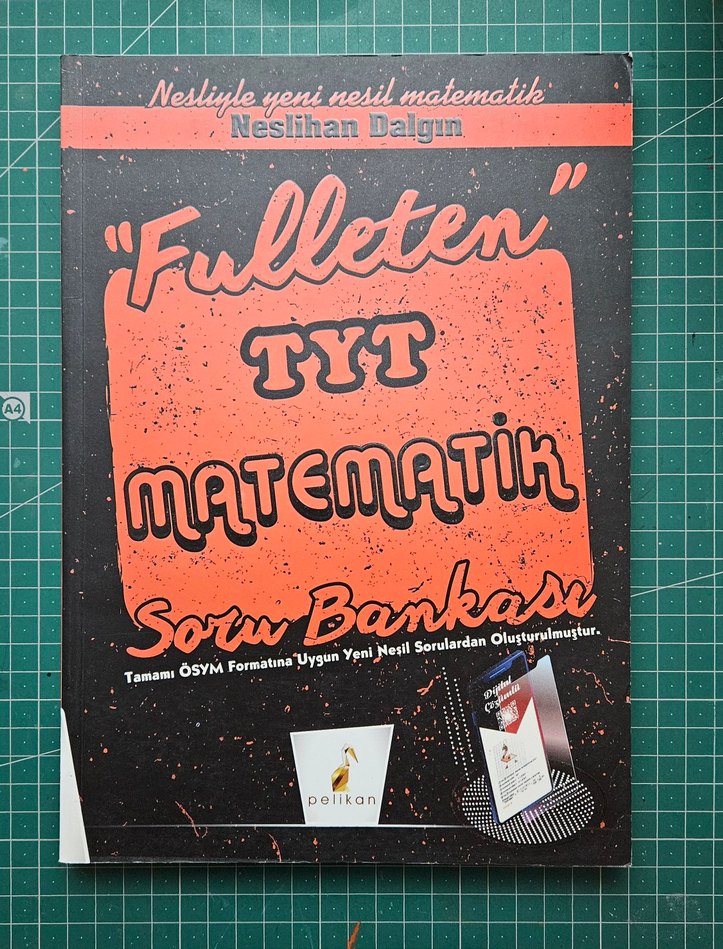 Nesliyle yeni nesil matematik
Neslihan Dalgın
"Fulleten"
TYT
MATEMATİK
Soru Bankası
Tamamı ÖSYM Formatına Uygun Yeni Nesil Sorulardan Oluşturulmuştur.
Dijital
Çözümlü
pelikan
A4